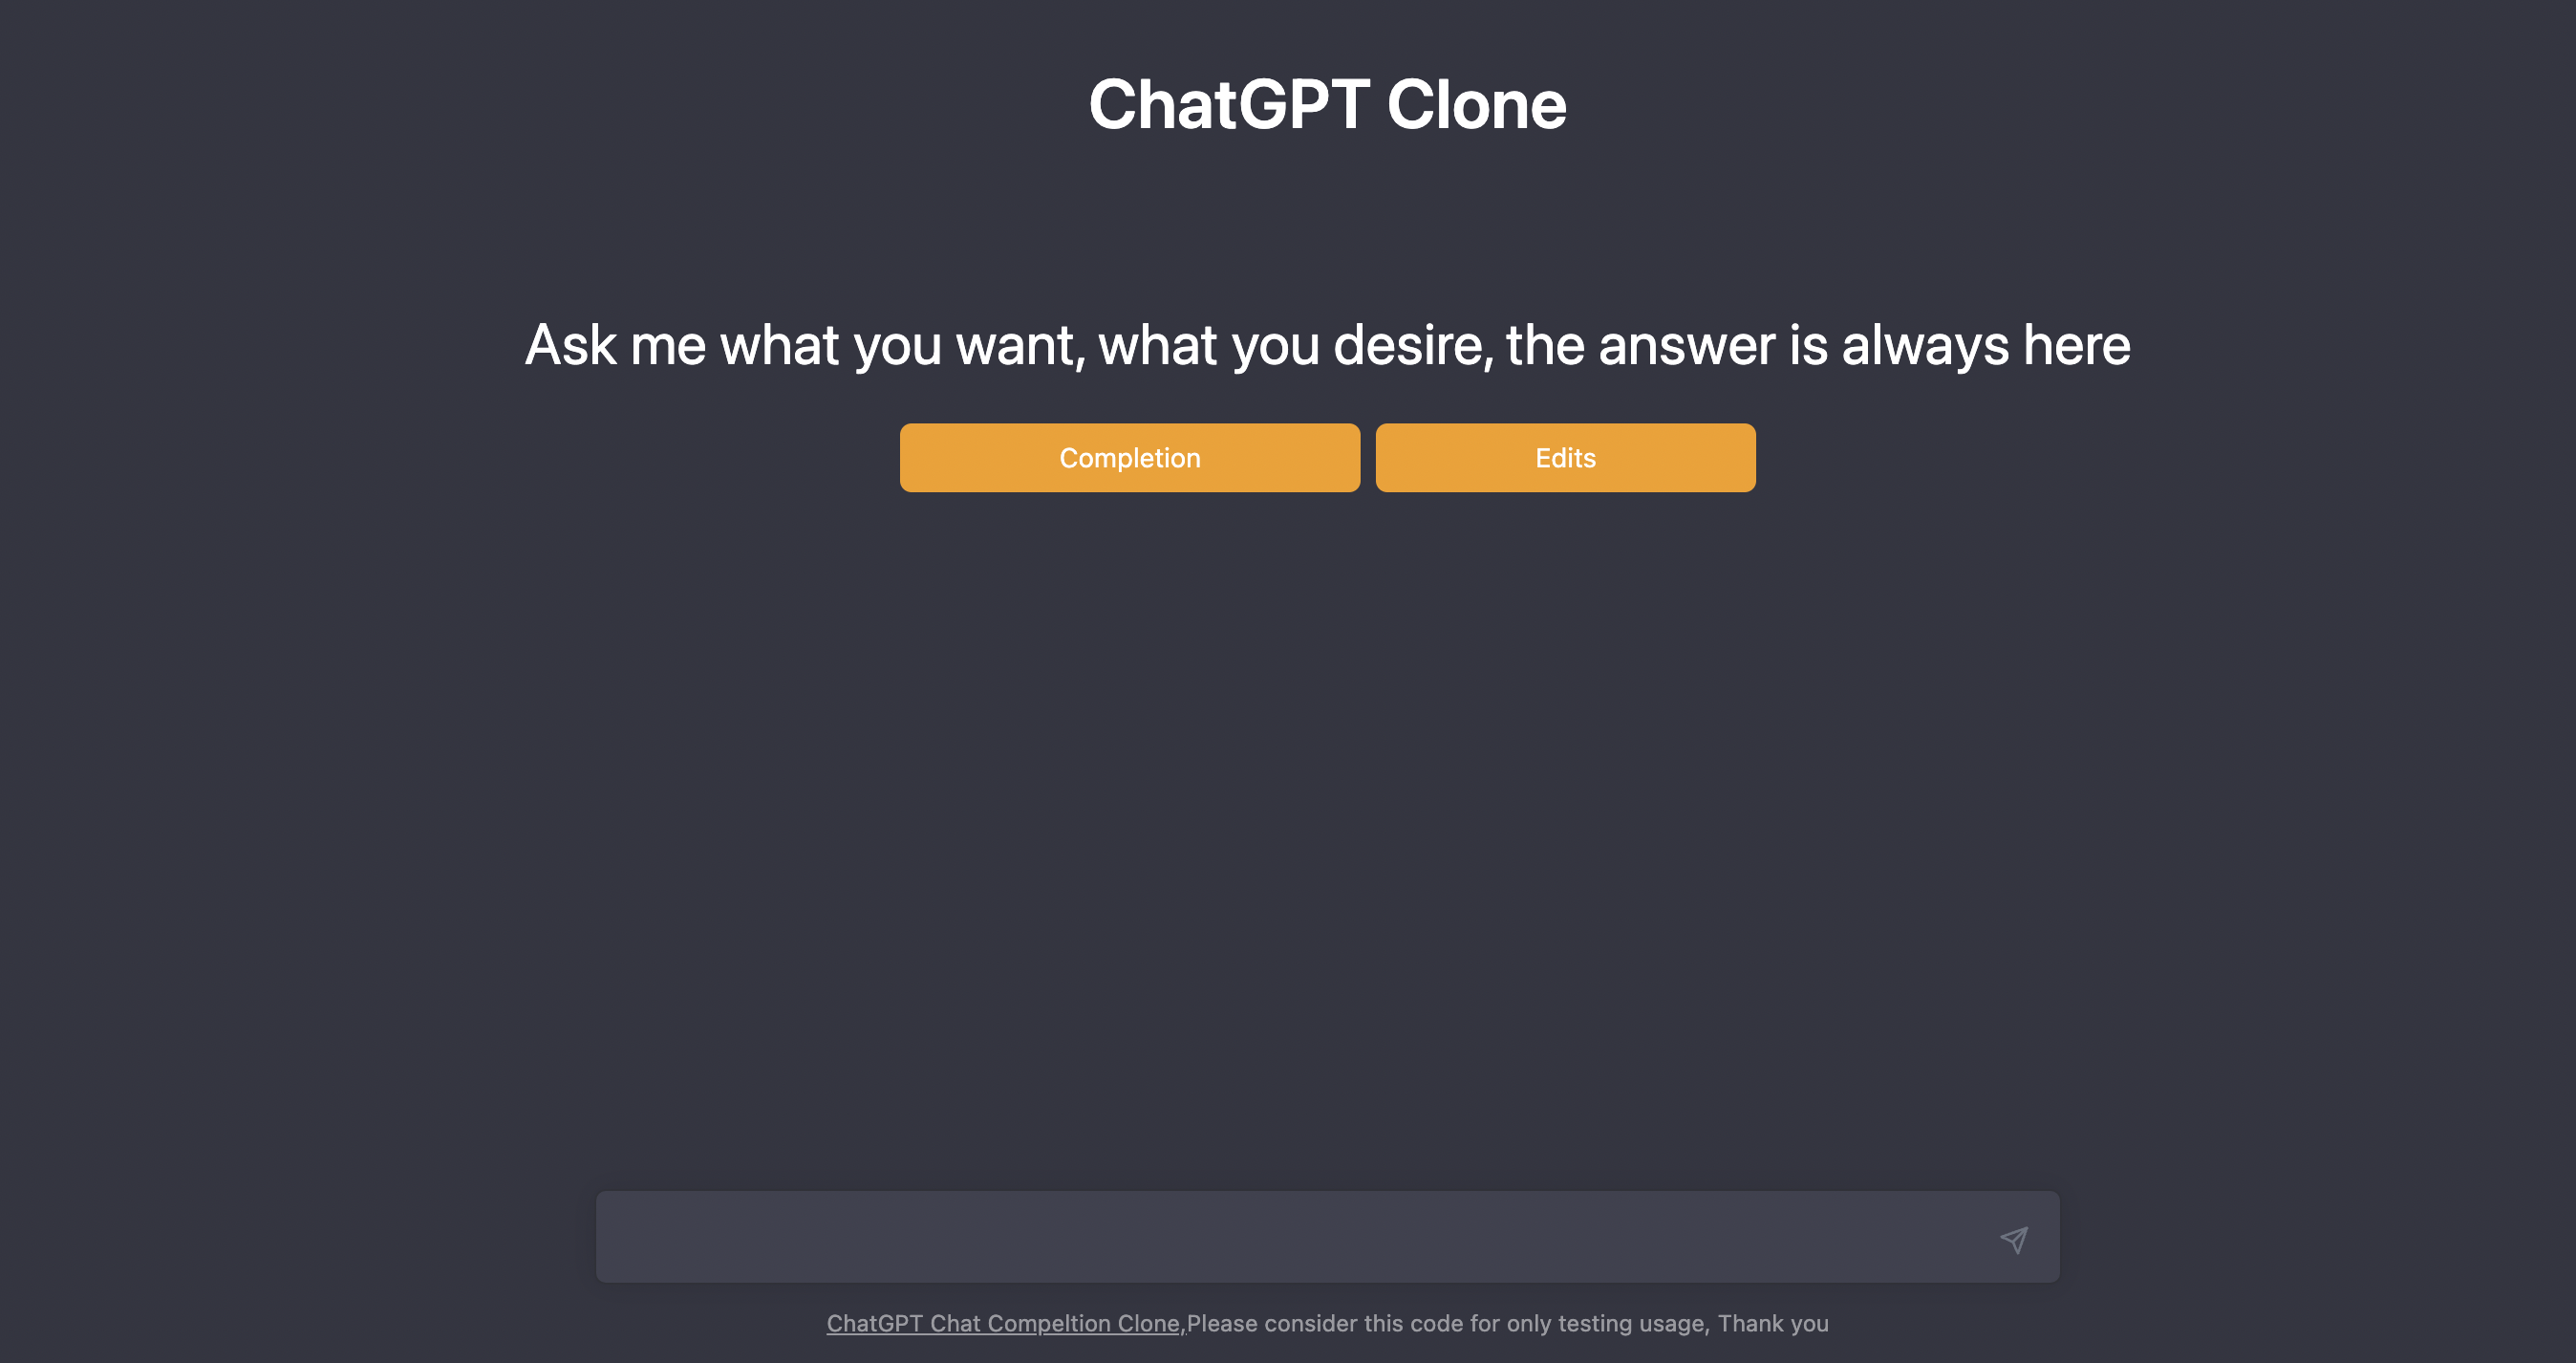 ChatGPT Clone
Ask me what you want, what you desire, the answer is always here
Completion
Edits
ChatGPT Chat Compeltion Clone,Please consider this code for only testing usage, Thank you